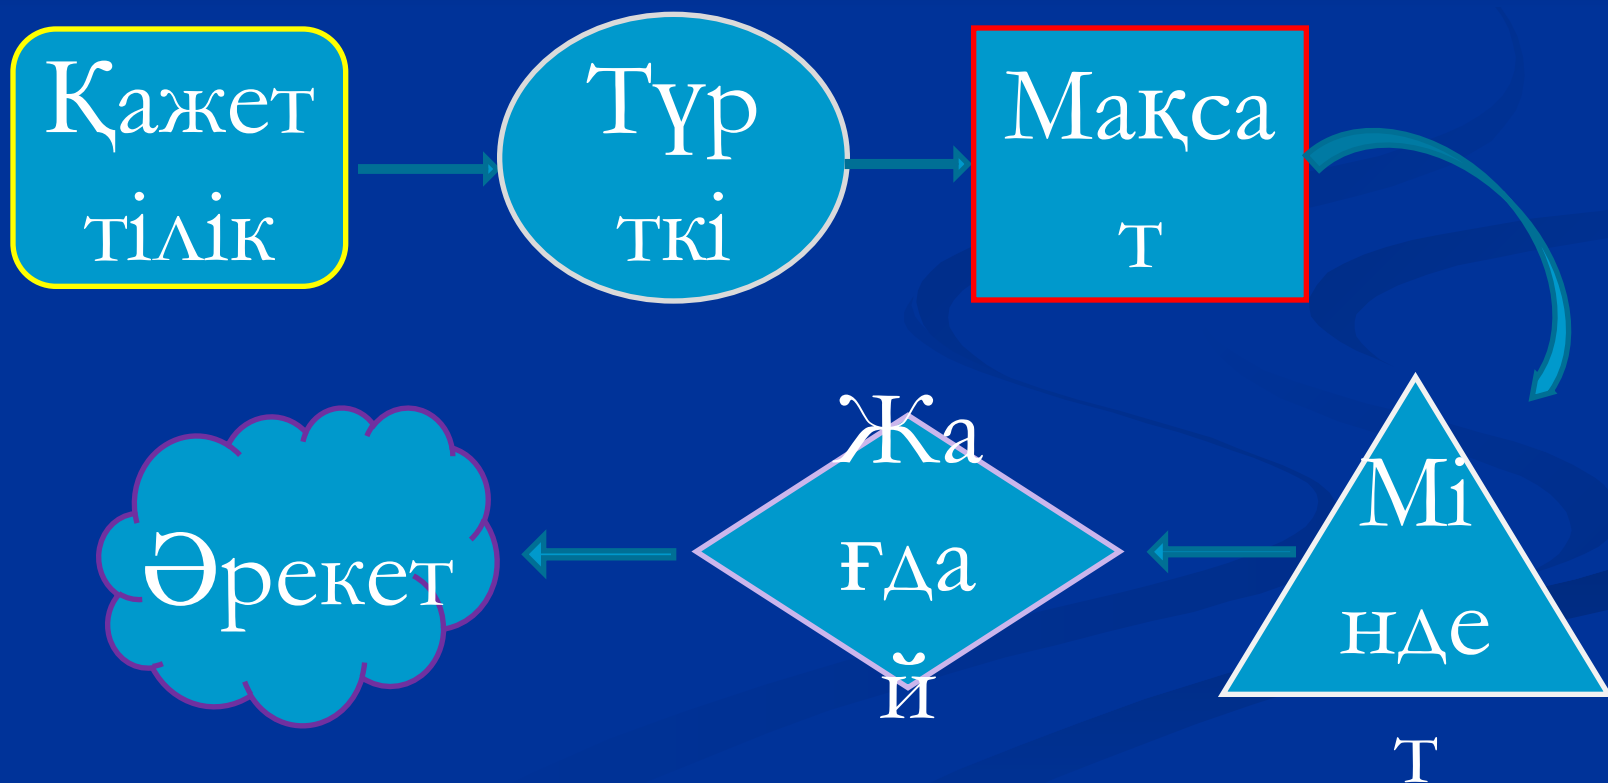 Қажет
тілік
Түр
ткі
Мақса
т
Мі
нде
т
Жа
ғда
й
Әрекет